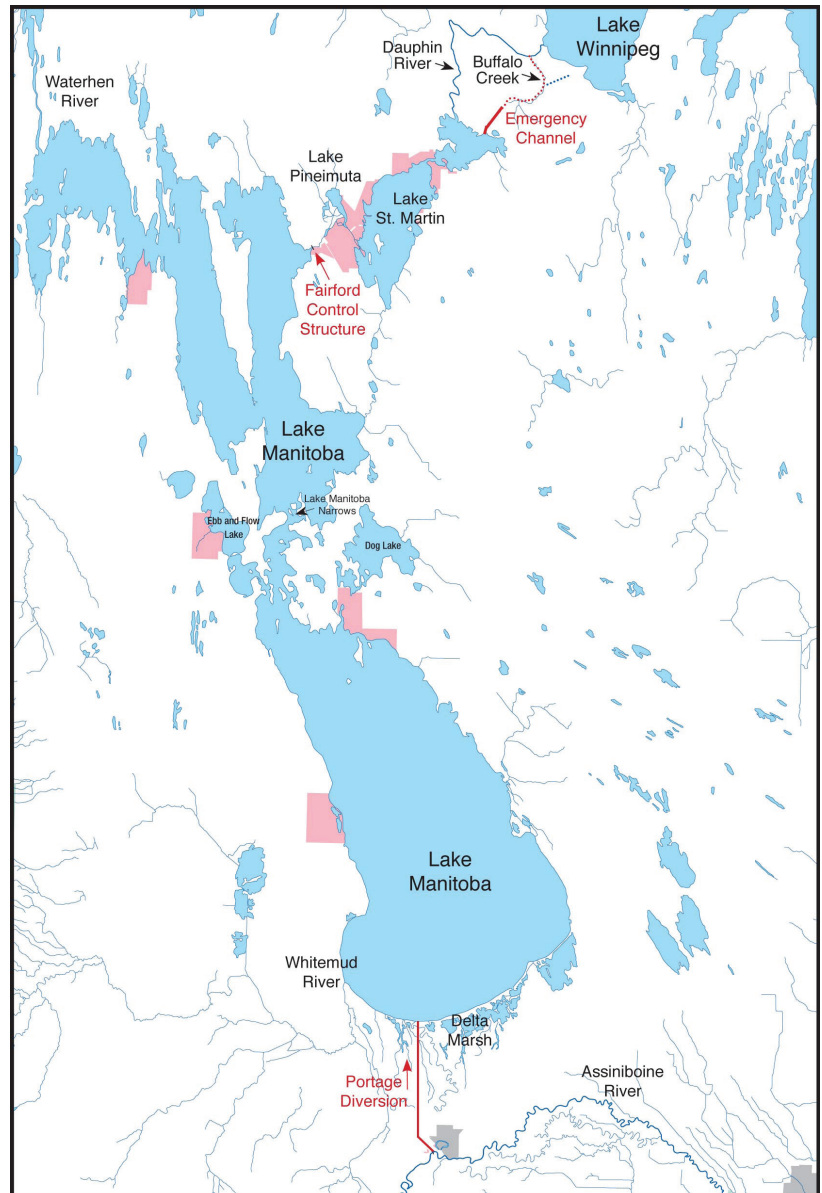 Lake
Winnipeg
Dauphin
River
Buffalo
Creek
Waterhen
River
Emergency
Channel
Lake
Pineimuta
Lake
St. Martin
Fairford
Control
Structure
Lake
Manitoba
Lake Manitoba
Narrows
Ebb and Flow
Lake
Dog Lake
Lake
Manitoba
Whitemud
River
Delta
Marsh
Portage
Diversion
Assiniboine
River